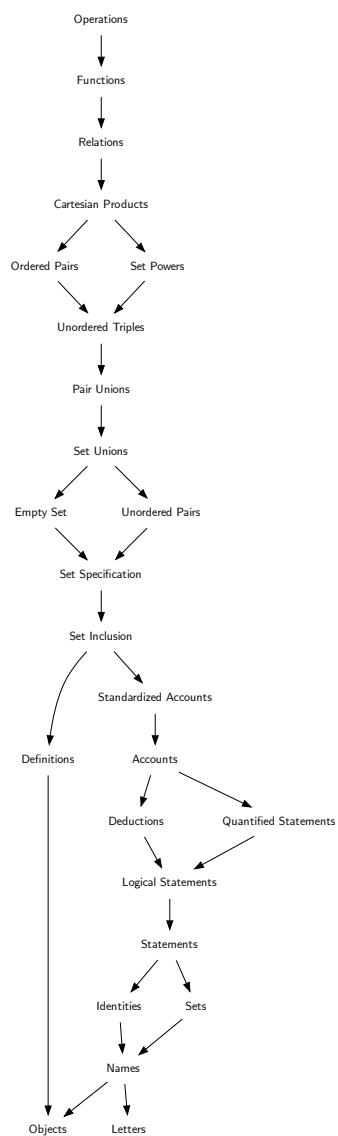 Operations
Functions
Relations
Cartesian Products
Ordered Pairs
Set Powers
Unordered Triples
Pair Unions
Set Unions
Empty Set
Unordered Pairs
Set Specification
Set Inclusion
Standardized Accounts
Definitions
Accounts
Deductions
Quantified Statements
Logical Statements
Statements
Identities
Sets
Names
Objects
Letters